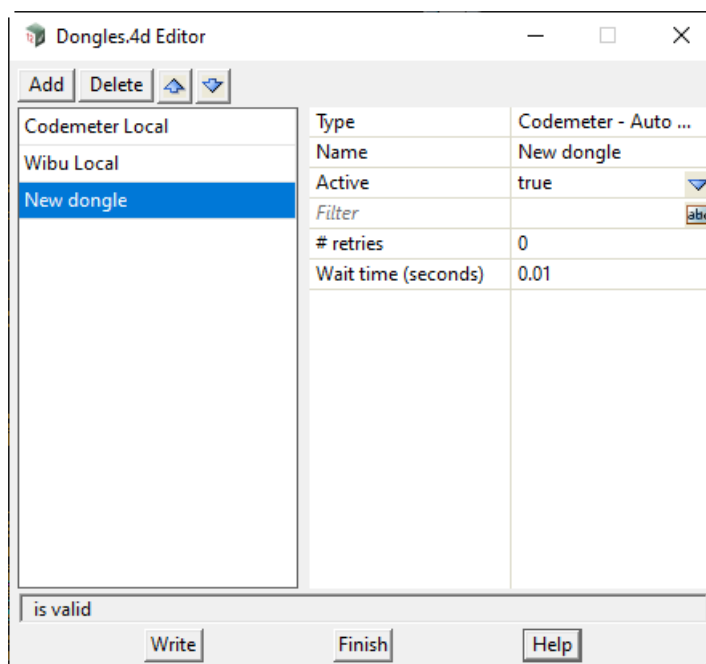 Dongles.4d Editor
Add Delete
Codemeter Local
Wibu Local
New dongle
Type Codemeter - Auto ...
Name New dongle
Active true
Filter abc
# retries 0
Wait time (seconds) 0.01
is valid
Write Finish Help